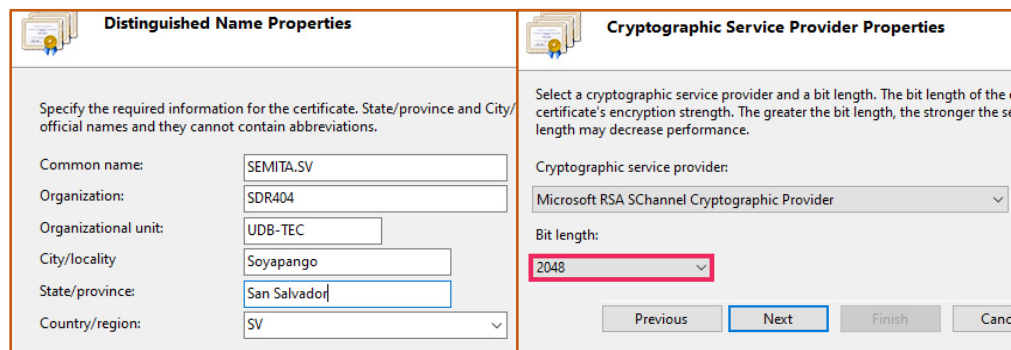 Distinguished Name Properties
Specify the required information for the certificate. State/province and City/
official names and they cannot contain abbreviations.
Common name: SEMITA.SV
Organization: SDR404
Organizational unit: UDB-TEC
City/locality Soyapango
State/province: San Salvador
Country/region: SV
Cryptographic Service Provider Properties
Select a cryptographic service provider and a bit length. The bit length of the
certificate's encryption strength. The greater the bit length, the stronger the
length may decrease performance.
Cryptographic service provider:
Microsoft RSA SChannel Cryptographic Provider
Bit length:
2048
Previous Next Finish